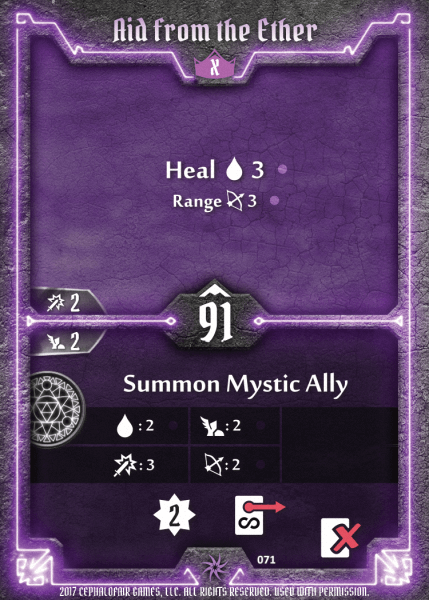 Aid from the Ether
X
Heal 3
Range 3
2
91
2
Summon Mystic Ally
: 2 : 2
: 3 : 2
2
S
071
2017 CEPHALOFAIR GAMES, LLC. ALL RIGHTS RESERVED. USED WITH PERMISSION.